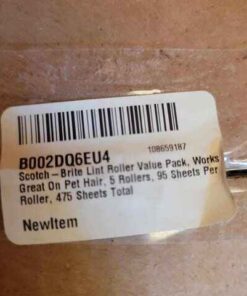 B002DQ6EU4
108659187
Scotch-Brite Lint Roller Value Pack, Works
Great On Pet Hair, 5 Rollers, 95 Sheets Per
Roller, 475 Sheets Total
NewItem